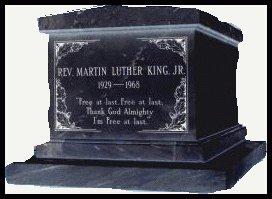 REV. MARTIN LUTHER KING, JR.
1929 — 1968
"Free at last, Free at last,
Thank God Almighty
I'm Free at last."